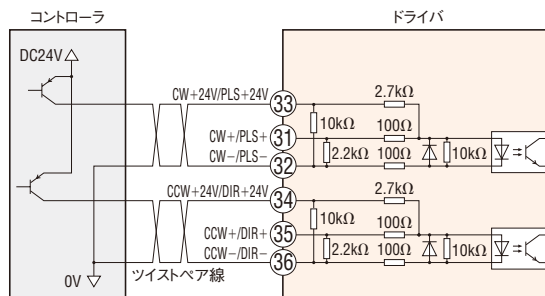 コントローラ
ドライバ
DC24V
CW+24V/PLS+24V
33
2.7kΩ
10kΩ
CW+/PLS+
31
100Ω
CW−/PLS−
32
2.2kΩ
100Ω
10kΩ
CCW+24V/DIR+24V
34
2.7kΩ
10kΩ
CCW+/DIR+
35
100Ω
CCW−/DIR−
36
2.2kΩ
100Ω
10kΩ
0V
ツイストペア線